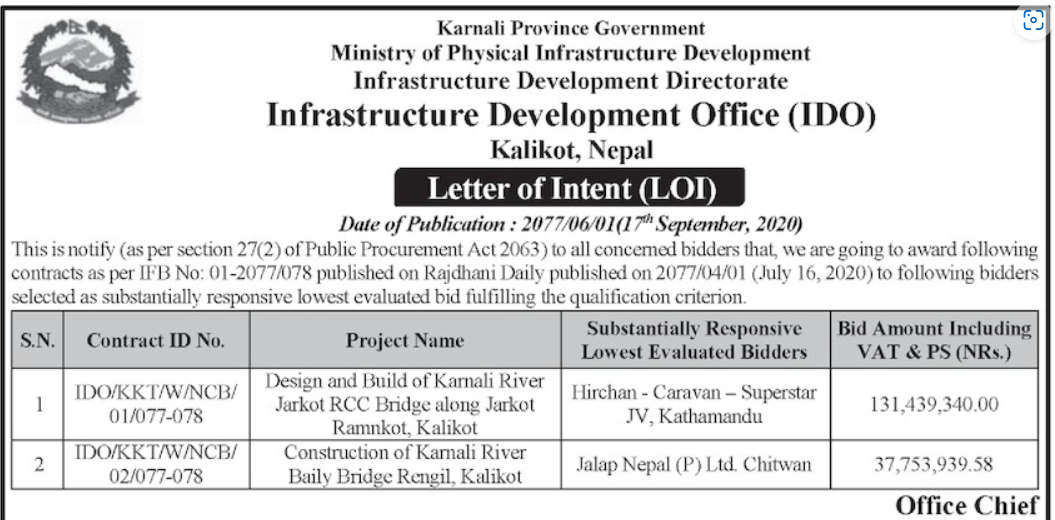 Karnali Province Government
Ministry of Physical Infrastructure Development
Infrastructure Development Directorate
Infrastructure Development Office (IDO)
Kalikot, Nepal
Letter of Intent (LOI)
Date of Publication : 2077/06/01(17th September, 2020)
This is notify (as per section 27(2) of Public Procurement Act 2063) to all concerned bidders that, we are going to award following
contracts as per IFB No: 01-2077/078 published on Rajdhani Daily published on 2077/04/01 (July 16, 2020) to following bidders
selected as substantially responsive lowest evaluated bid fulfilling the qualification criterion.
S.N.
Contract ID No.
Project Name
Substantially Responsive
Lowest Evaluated Bidders
Bid Amount Including
VAT & PS (NRs.)
1
IDO/KKT/W/NCB/
01/077-078
Design and Build of Karnali River
Jarkot RCC Bridge along Jarkot
Ramnkot, Kalikot
Hirchan - Caravan – Superstar
JV, Kathamandu
131,439,340.00
2
IDO/KKT/W/NCB/
02/077-078
Construction of Karnali River
Baily Bridge Rengil, Kalikot
Jalap Nepal (P) Ltd. Chitwan
37,753,939.58
Office Chief